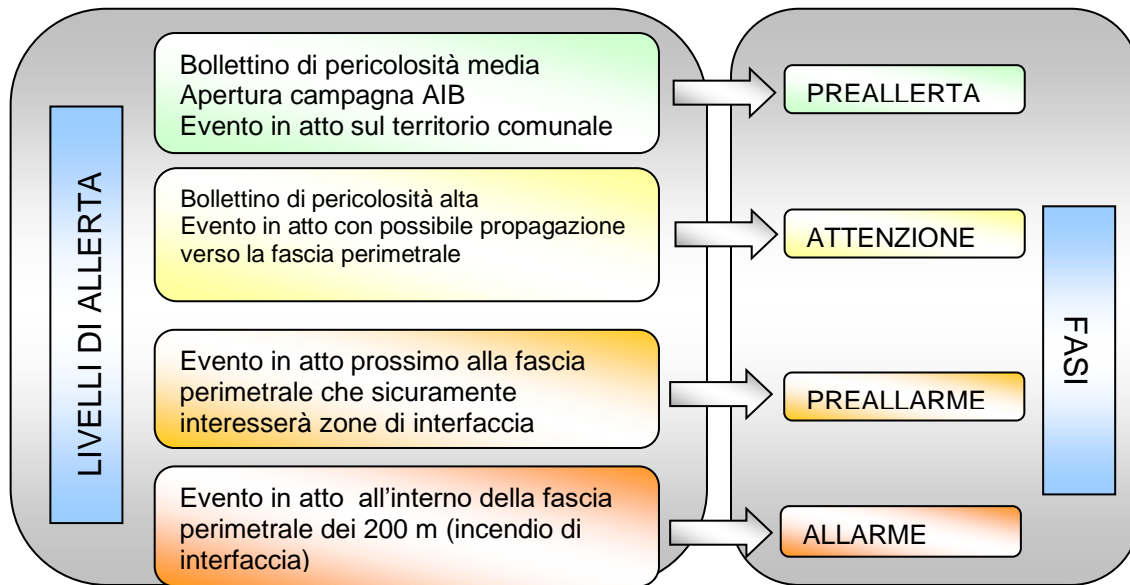 LIVELLI DI ALLERTA
Bollettino di pericolosità media
Apertura campagna AIB
Evento in atto sul territorio comunale
PREALLERTA
Bollettino di pericolosità alta
Evento in atto con possibile propagazione
verso la fascia perimetrale
ATTENZIONE
Evento in atto prossimo alla fascia
perimetrale che sicuramente
interesserà zone di interfaccia
PREALLARME
Evento in atto all'interno della fascia
perimetrale dei 200 m (incendio di
interfaccia)
ALLARME
FASI